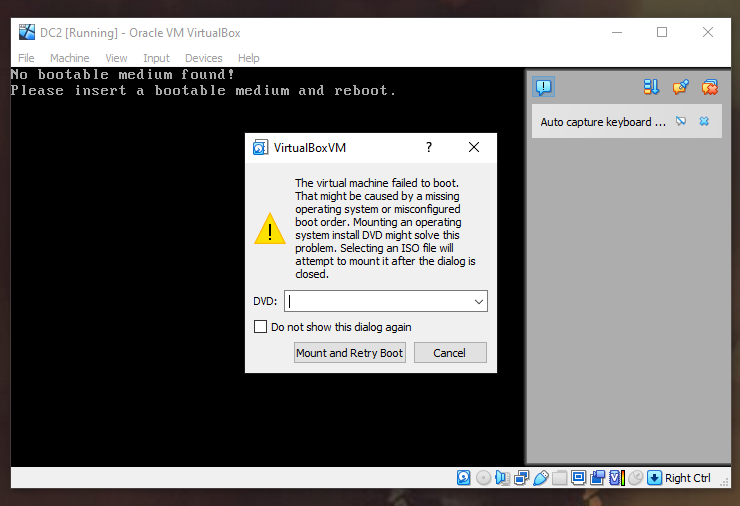 DC2 [Running] - Oracle VM VirtualBox
File Machine View Input Devices Help
No bootable medium found!
Please insert a bootable medium and reboot.
Auto capture keyboard ...
VirtualBoxVM
?
The virtual machine failed to boot.
That might be caused by a missing
operating system or misconfigured
boot order. Mounting an operating
system install DVD might solve this
problem. Selecting an ISO file will
attempt to mount it after the dialog is
closed.
DVD:
Do not show this dialog again
Mount and Retry Boot Cancel
Right Ctrl